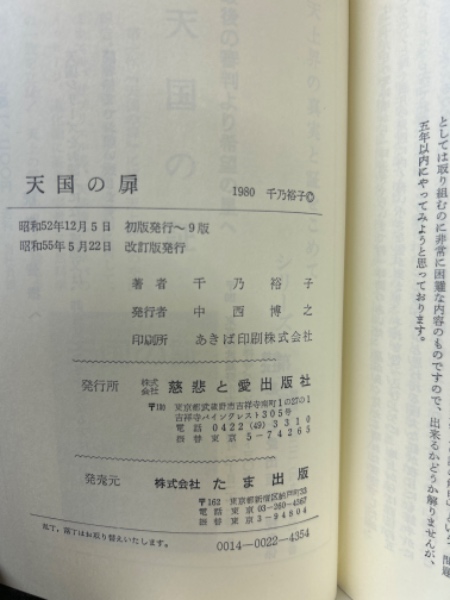 天国の扉 1980 千乃裕子©
昭和52年12月5日 初版発行～9版
昭和55年5月22日 改訂版発行
著者 千乃裕子
発行者 中西博之
印刷所 あきば印刷株式会社
発行所 株式会社 慈悲と愛出版社
〒180 東京都武蔵野市吉祥寺南町1の27の1
吉祥寺パインクレスト305号
電話 0422 (49) 3310
振替 東京 5-74265
発売元 株式会社 たま出版
〒162 東京都新宿区納戸町33
電話 東京 03-260-4367
振替 東京 3-94804
乱丁，落丁はお取り替えいたします。
0014—0022—4354
としては取り組むのに非常に困難な内容のものですので、出来るかどうか解りませんが、
五年以内にやってみようと思っております。